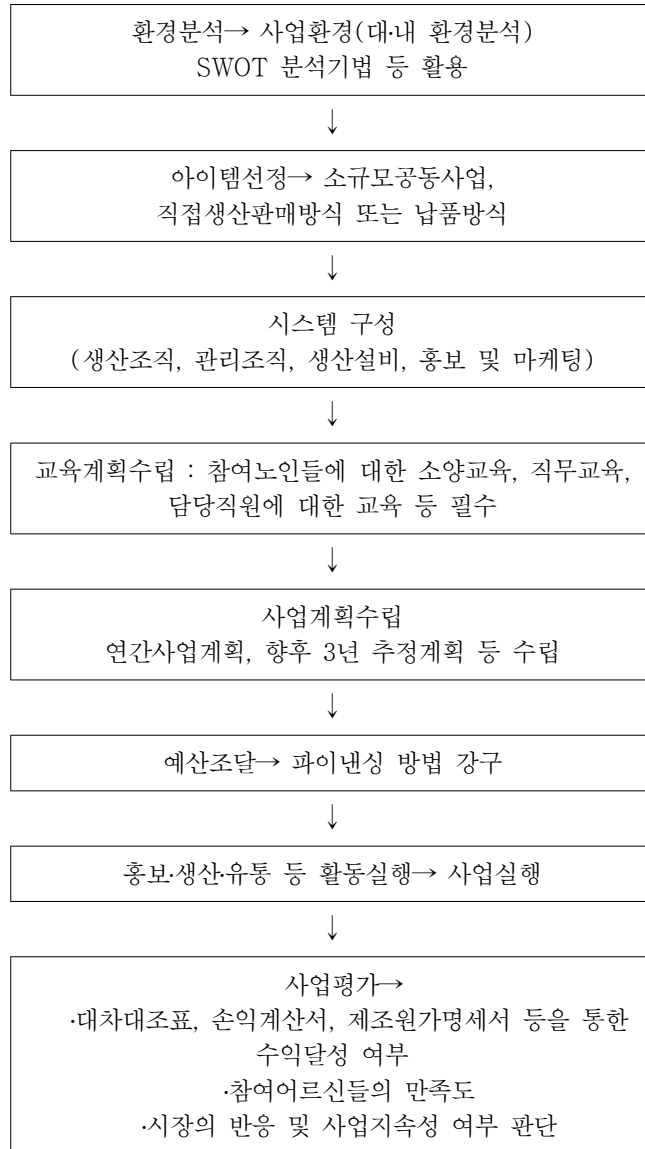 환경분석→ 사업환경(대·내 환경분석)
SWOT 분석기법 등 활용
↓
아이템선정→ 소규모공동사업,
직접생산판매방식 또는 납품방식
↓
시스템 구성
(생산조직, 관리조직, 생산설비, 홍보 및 마케팅)
↓
교육계획수립 : 참여노인들에 대한 소양교육, 직무교육,
담당직원에 대한 교육 등 필수
↓
사업계획수립
연간사업계획, 향후 3년 추정계획 등 수립
↓
예산조달→ 파이낸싱 방법 강구
↓
홍보·생산·유통 등 활동실행→ 사업실행
↓
사업평가→
·대차대조표, 손익계산서, 제조원가명세서 등을 통한
수익달성 여부
·참여어르신들의 만족도
·시장의 반응 및 사업지속성 여부 판단